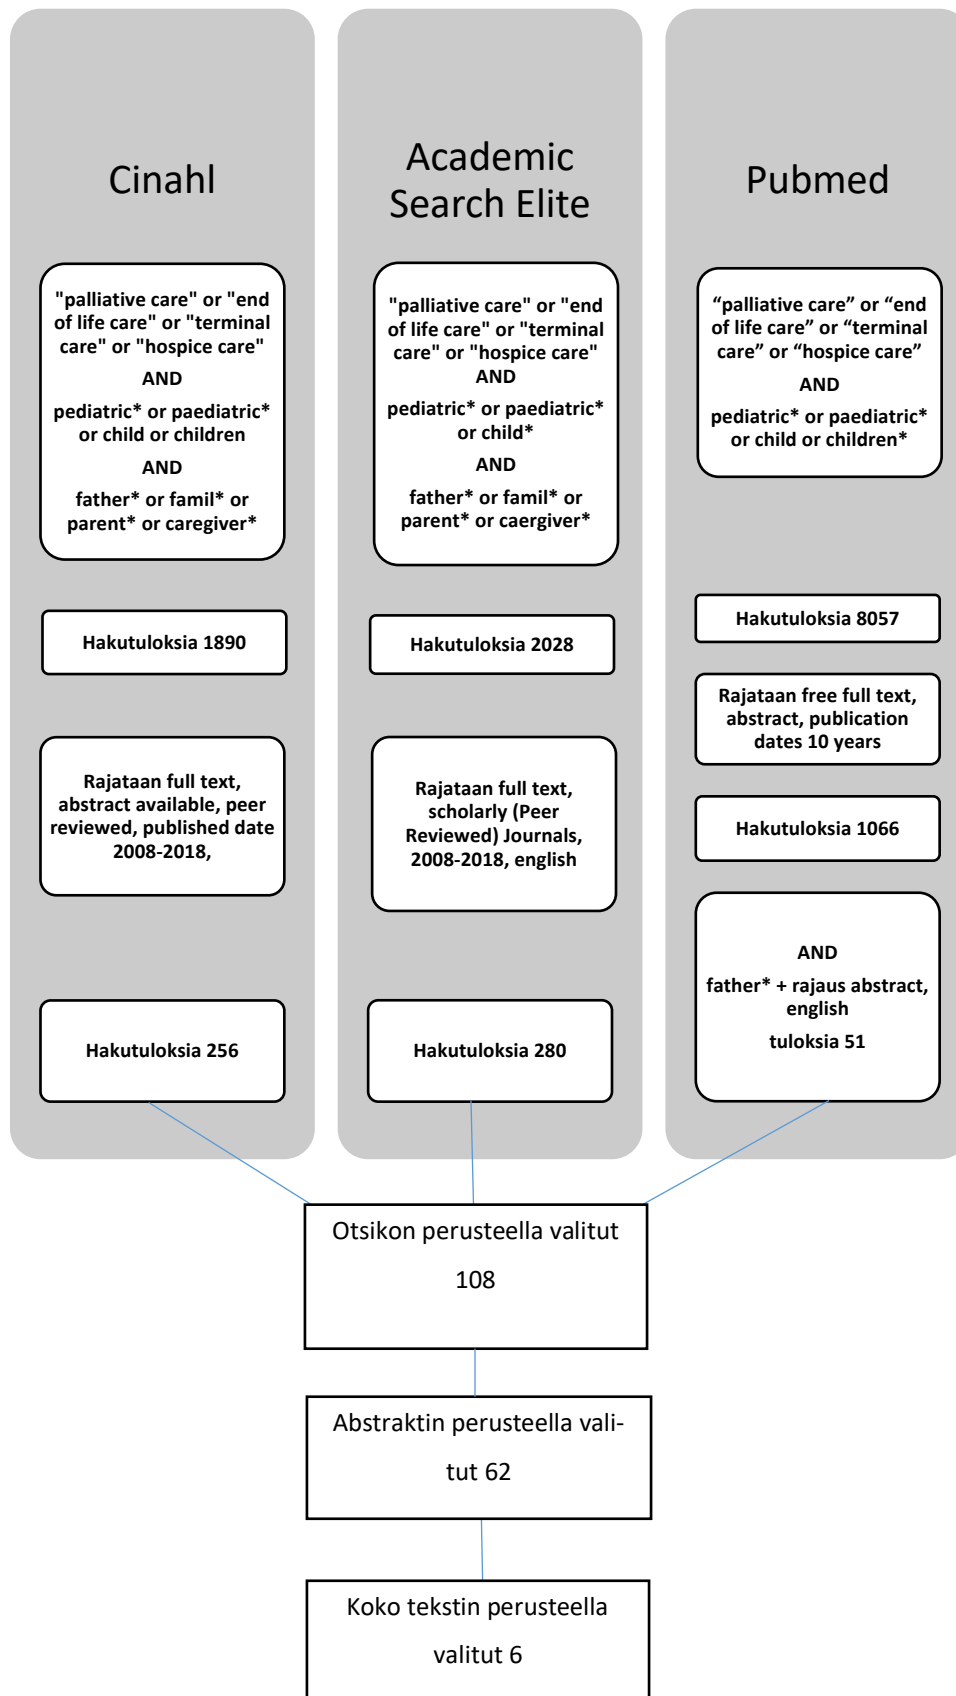 Cinahl
"palliative care" or "end
of life care" or "terminal
care" or "hospice care"
AND
pediatric* or paediatric*
or child or children
AND
father* or famil* or
parent* or caregiver*
Hakutuloksia 1890
Rajataan full text,
abstract available, peer
reviewed, published date
2008-2018,
Hakutuloksia 256
Academic
Search Elite
"palliative care" or "end
of life care" or "terminal
care" or "hospice care"
AND
pediatric* or paediatric*
or child*
AND
father* or famil* or
parent* or caergiver*
Hakutuloksia 2028
Rajataan full text,
scholarly (Peer
Reviewed) Journals,
2008-2018, english
Hakutuloksia 280
Pubmed
“palliative care” or “end
of life care” or “terminal
care” or “hospice care”
AND
pediatric* or paediatric*
or child or children*
Hakutuloksia 8057
Rajataan free full text,
abstract, publication
dates 10 years
Hakutuloksia 1066
AND
father* + rajaus abstract,
english
tuloksia 51
Otsikon perusteella valitut
108
Abstraktin perusteella vali-
tut 62
Koko tekstin perusteella
valitut 6